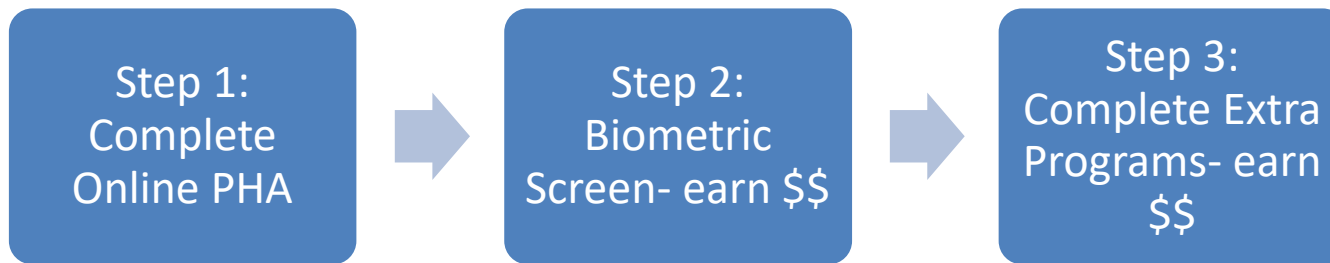 Step 1:
Complete
Online PHA
Step 2:
Biometric
Screen- earn $$
Step 3:
Complete Extra
Programs- earn
$$